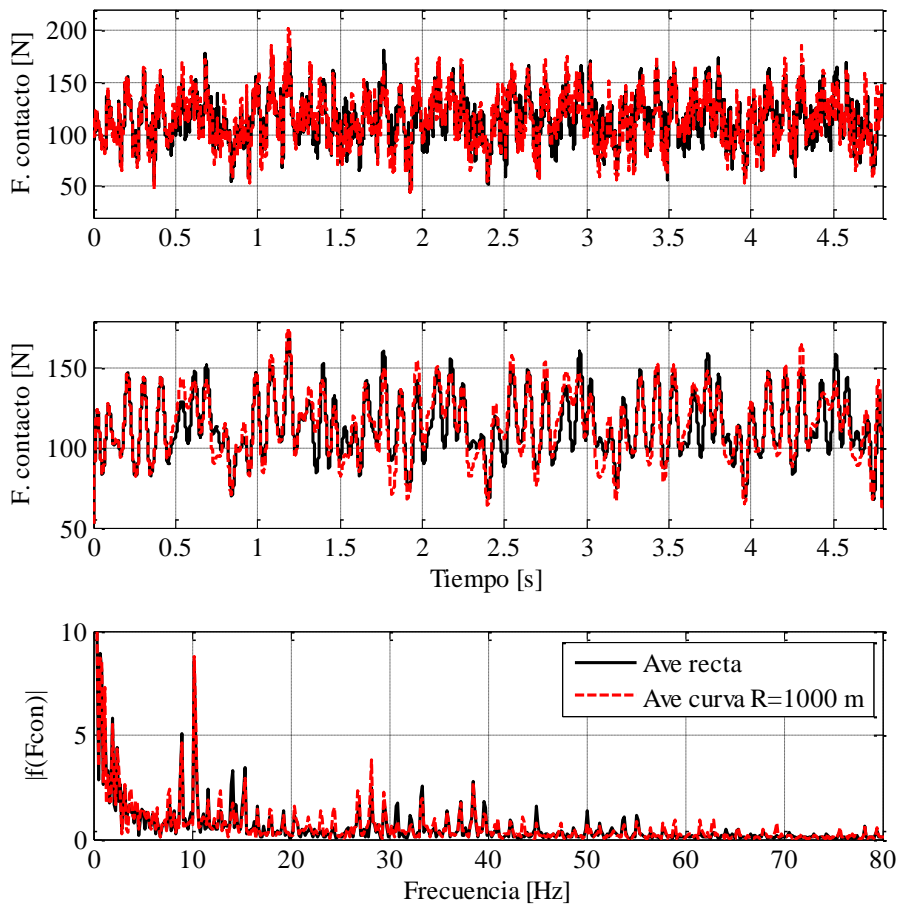 F. contacto [N]
200
150
100
50
0 0.5 1 1.5 2 2.5 3 3.5 4 4.5
F. contacto [N]
150
100
50
0 0.5 1 1.5 2 2.5 3 3.5 4 4.5
Tiempo [s]
|f(Fcon)|
10
5
0
Ave recta
Ave curva R=1000 m
0 10 20 30 40 50 60 70 80
Frecuencia [Hz]